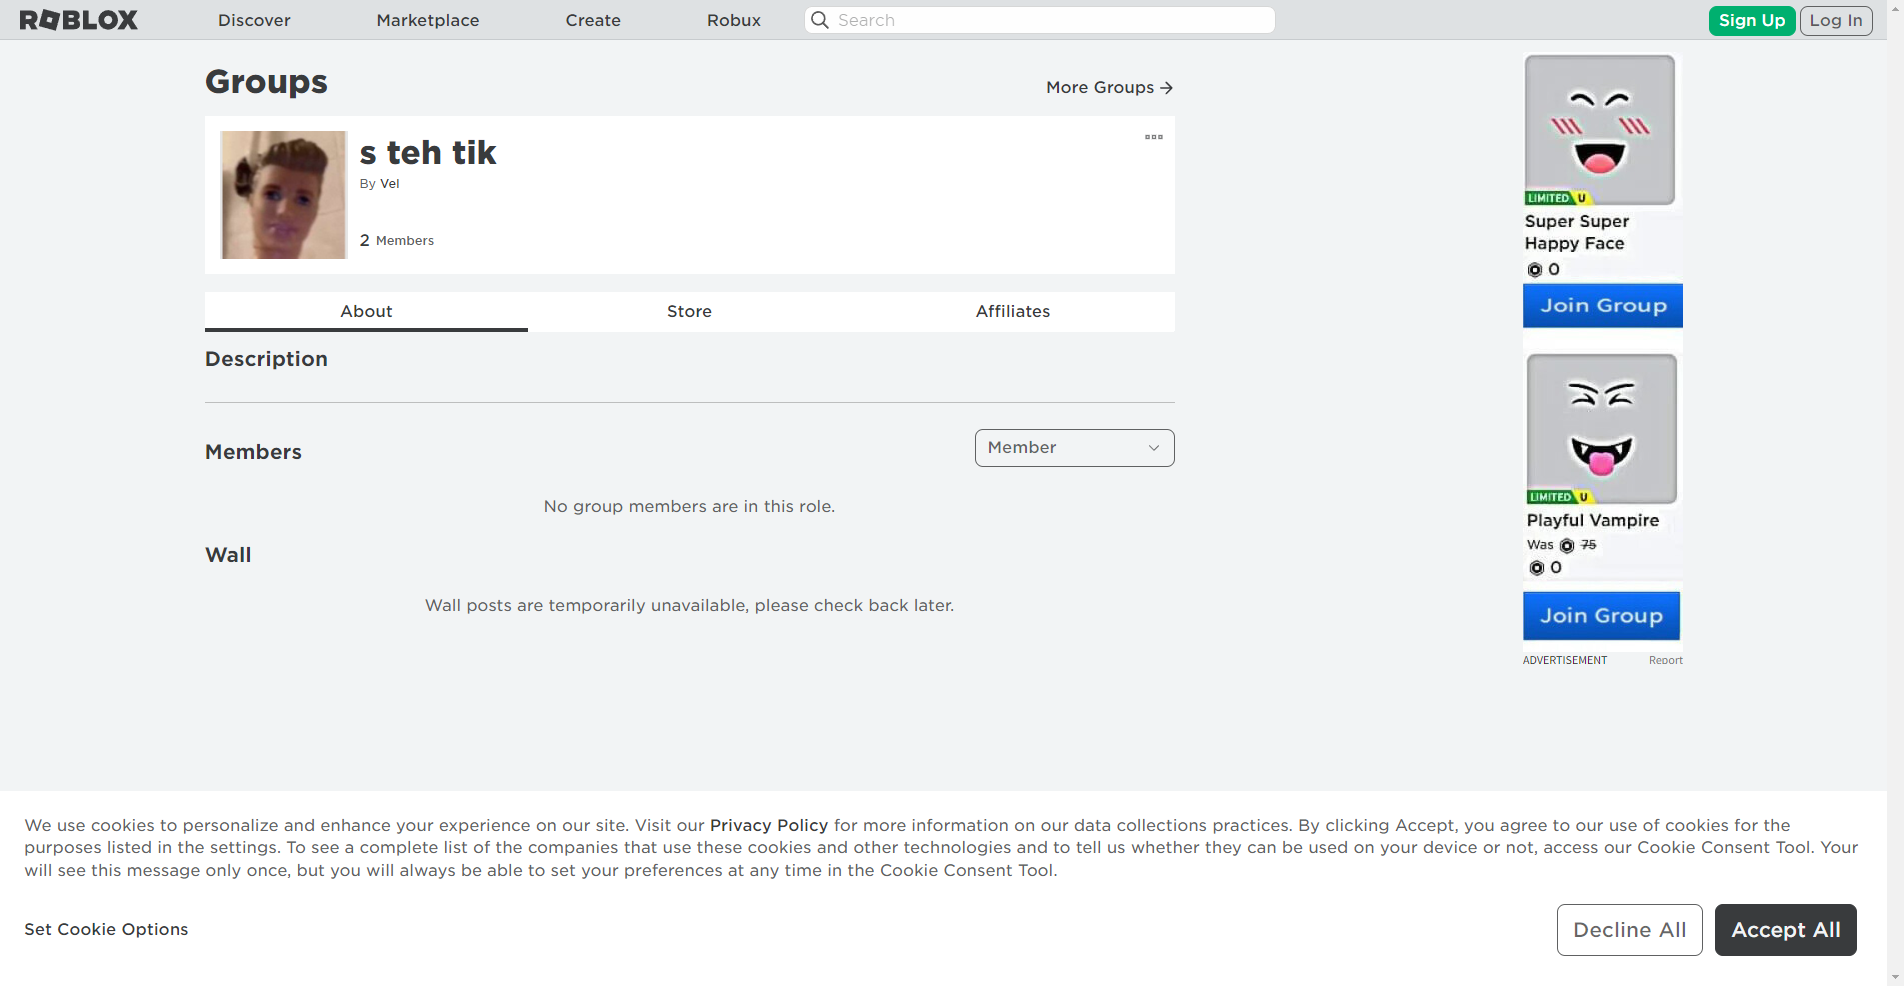 ROBLOX
Discover
Marketplace
Create
Robux
Search
Sign Up
Log In
Groups
More Groups
s teh tik
By Vel
2 Members
About
Store
Affiliates
Description
Members
Member
No group members are in this role.
Wall
Wall posts are temporarily unavailable, please check back later.
LIMITED U
Super Super
Happy Face
0
Join Group
LIMITED U
Playful Vampire
Was 75
0
Join Group
ADVERTISEMENT
Report
We use cookies to personalize and enhance your experience on our site. Visit our Privacy Policy for more information on our data collections practices. By clicking Accept, you agree to our use of cookies for the
purposes listed in the settings. To see a complete list of the companies that use these cookies and other technologies and to tell us whether they can be used on your device or not, access our Cookie Consent Tool. Your
will see this message only once, but you will always be able to set your preferences at any time in the Cookie Consent Tool.
Set Cookie Options
Decline All
Accept All